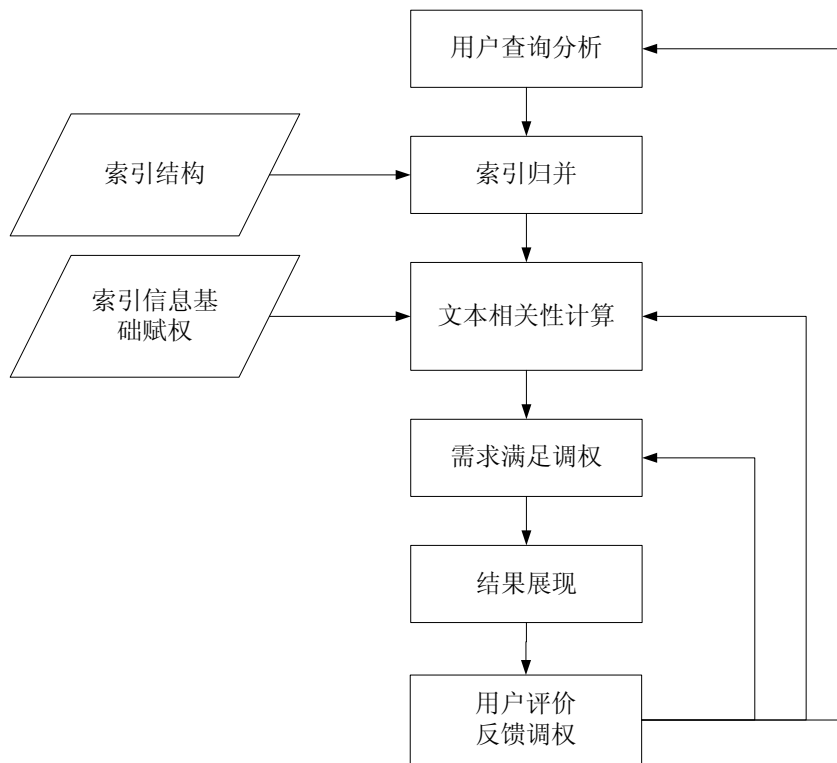 用户查询分析
索引结构
索引归并
索引信息基
础赋权
文本相关性计算
需求满足调权
结果展现
用户评价
反馈调权